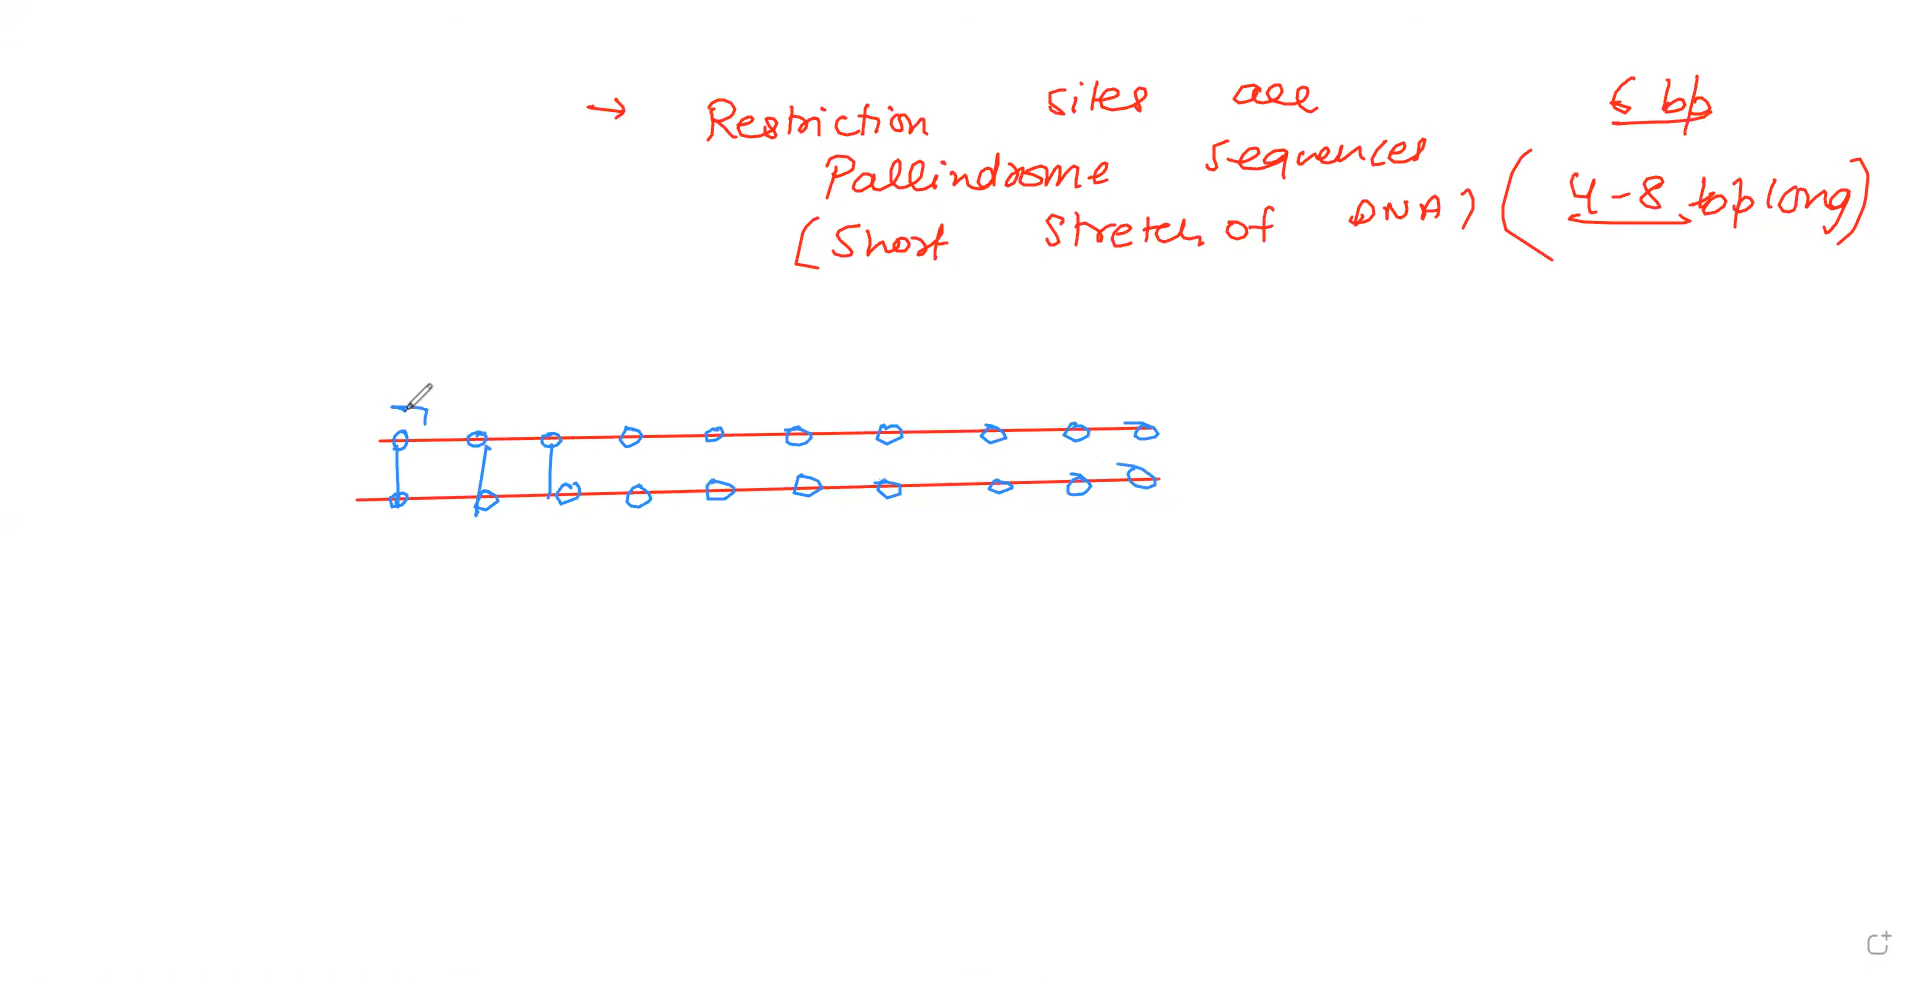 → Restriction sites are 6 bp
Pallindrome sequences
[Short stretch of DNA) (4-8 bp long)